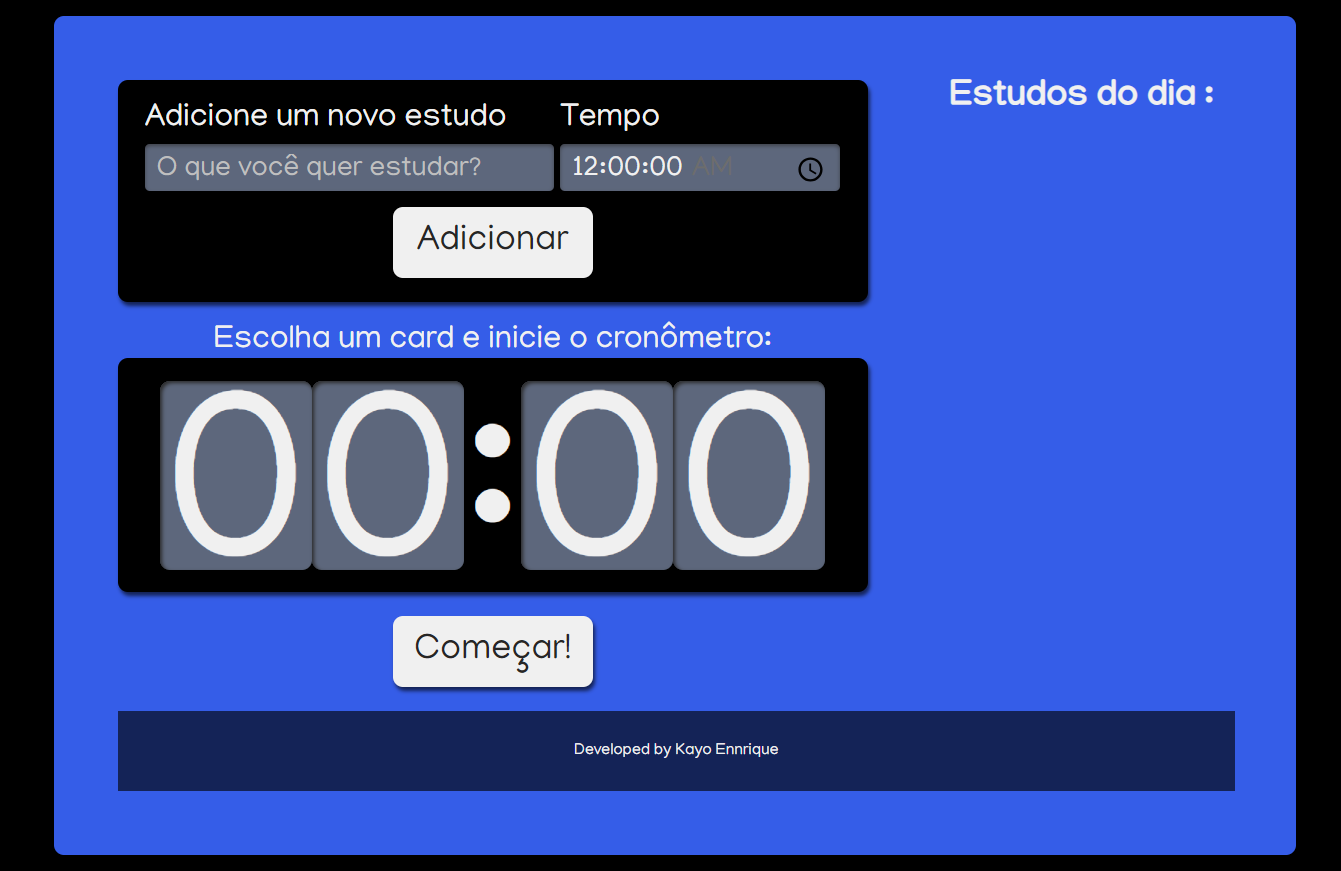 Adicione um novo estudo
Tempo
O que você quer estudar?
12:00:00 AM
Adicionar
Escolha um card e inicie o cronômetro:
00:00
Começar!
Estudos do dia :
Developed by Kayo Ennrique